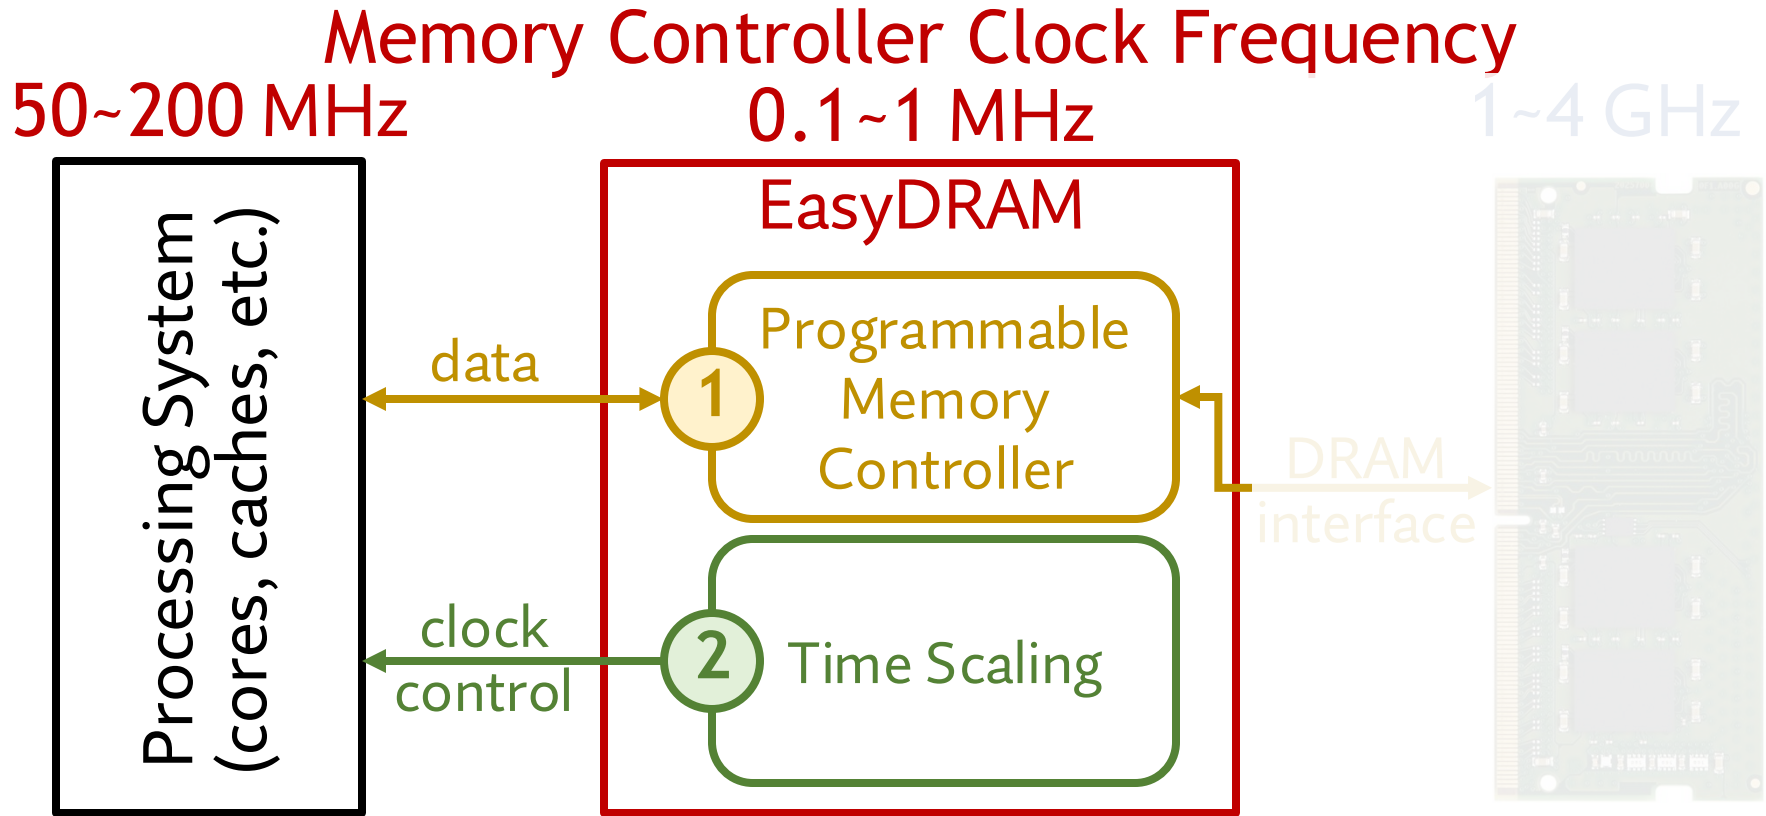 Memory Controller Clock Frequency
50~200 MHz
0.1~1 MHz
1~4 GHz
Processing System
(cores, caches, etc.)
EasyDRAM
data
1
Programmable
Memory
Controller
DRAM
interface
clock
control
2
Time Scaling